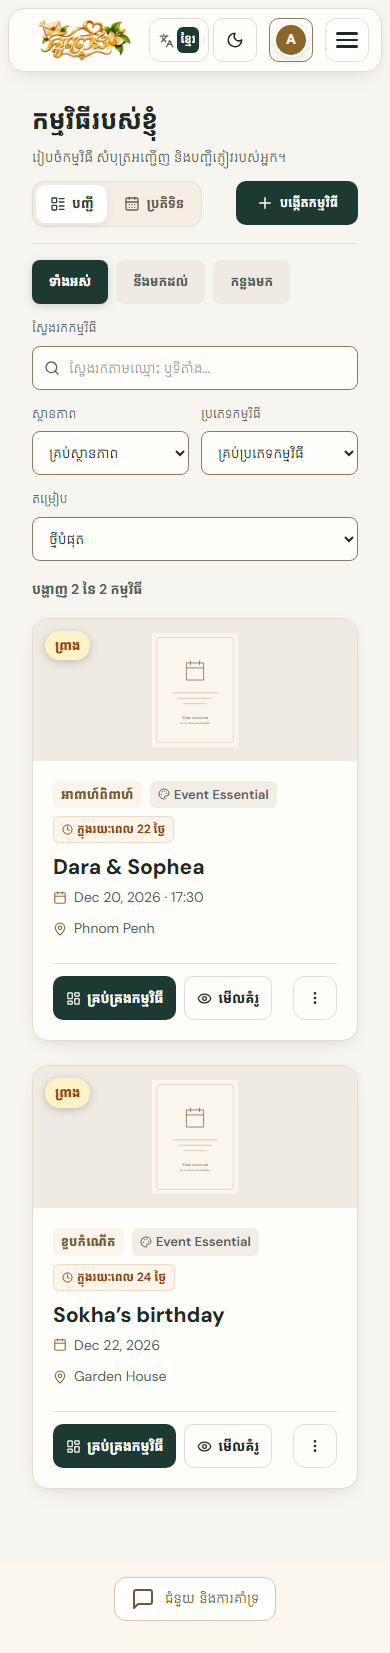 ខ្មែរ
A
កម្មវិធីរបស់ខ្ញុំ
រៀបចំកម្មវិធី សំបុត្រអញ្ជើញ និងបញ្ជីភ្ញៀវរបស់អ្នក។
បញ្ជី ប្រតិទិន បង្កើតកម្មវិធី
ទាំងអស់ នឹងមកដល់ កន្លងមក
ស្វែងរកកម្មវិធី
ស្វែងរកតាមឈ្មោះ ឬទីតាំង...
ស្ថានភាព ប្រភេទកម្មវិធី
គ្រប់ស្ថានភាព គ្រប់ប្រភេទកម្មវិធី
តម្រៀប
ថ្មីបំផុត
បង្ហាញ 2 នៃ 2 កម្មវិធី
ព្រាង
អាពាហ៍ពិពាហ៍ Event Essential
ក្នុងរយៈពេល 22 ថ្ងៃ
Dara & Sophea
Dec 20, 2026 · 17:30
Phnom Penh
គ្រប់គ្រងកម្មវិធី មើលគំរូ
ព្រាង
ខួបកំណើត Event Essential
ក្នុងរយៈពេល 24 ថ្ងៃ
Sokha’s birthday
Dec 22, 2026
Garden House
គ្រប់គ្រងកម្មវិធី មើលគំរូ
ជំនួយ និងការគាំទ្រ